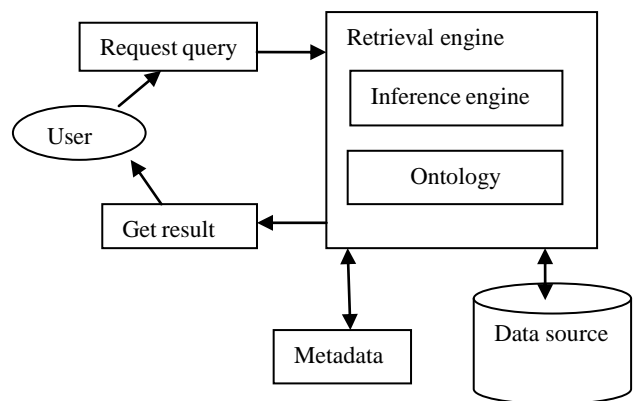 Request query
Retrieval engine
Inference engine
User
Ontology
Get result
Data source
Metadata